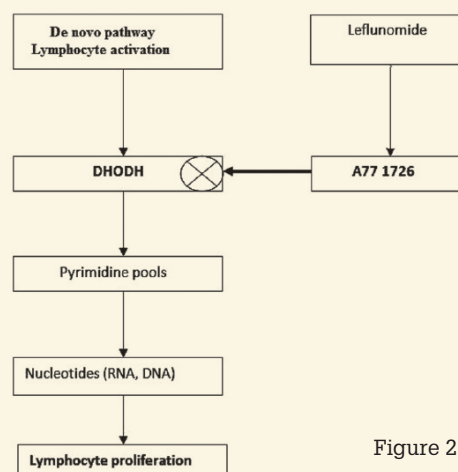 De novo pathway
Lymphocyte activation
Leflunomide
DHODH
A77 1726
Pyrimidine pools
Nucleotides (RNA, DNA)
Lymphocyte proliferation
Figure 2